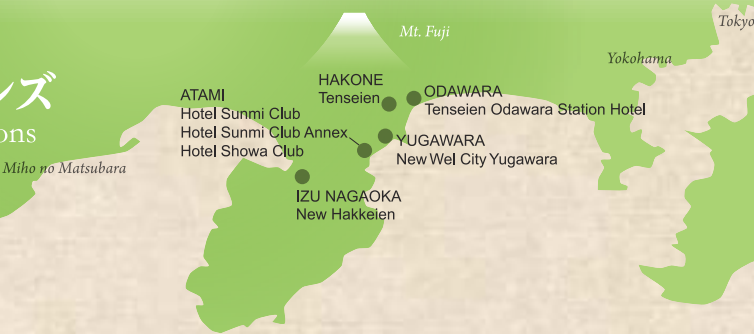 Mt. Fuji
Tokyo
Yokohama
ンズ
ons
Miho no Matsubara
ATAMI
Hotel Sunmi Club
Hotel Sunmi Club Annex
Hotel Showa Club
HAKONE
Tenseien
ODAWARA
Tenseien Odawara Station Hotel
YUGAWARA
New Wel City Yugawara
IZU NAGAOKA
New Hakkeien